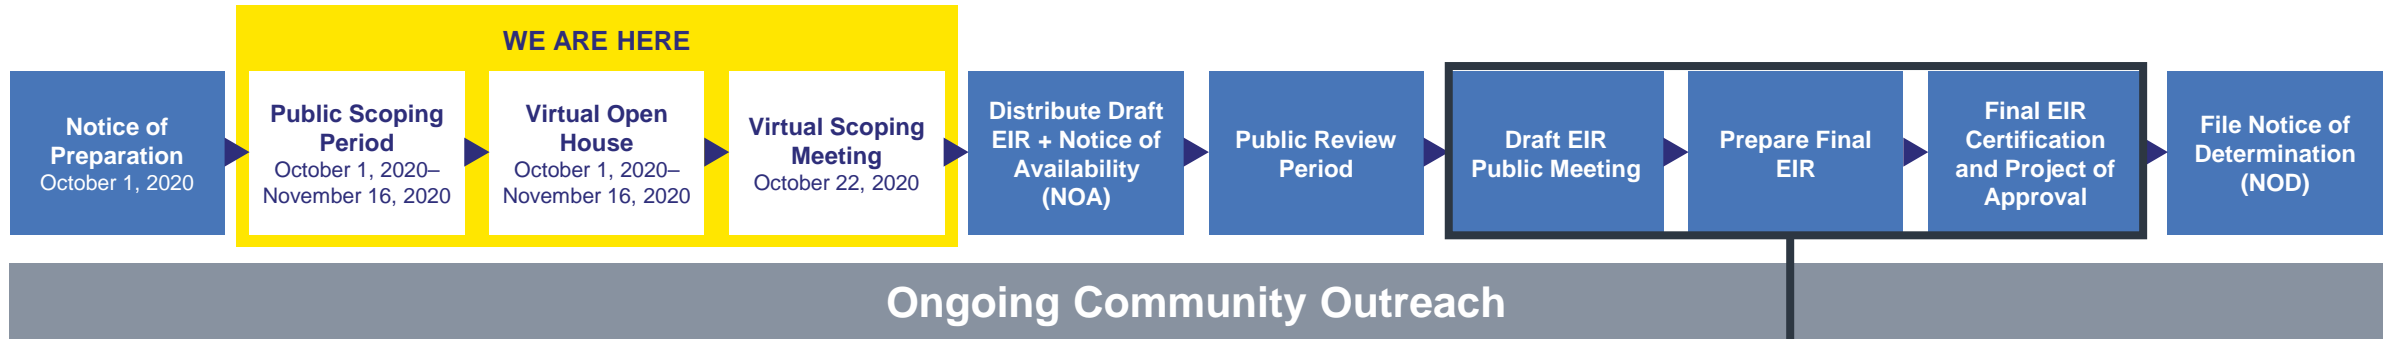 WE ARE HERE
Notice of
Preparation
October 1, 2020
Public Scoping
Period
October 1, 2020–
November 16, 2020
Virtual Open
House
October 1, 2020–
November 16, 2020
Virtual Scoping
Meeting
October 22, 2020
Distribute Draft
EIR + Notice of
Availability
(NOA)
Public Review
Period
Draft EIR
Public Meeting
Prepare Final
EIR
Final EIR
Certification
and Project of
Approval
File Notice of
Determination
(NOD)
Ongoing Community Outreach